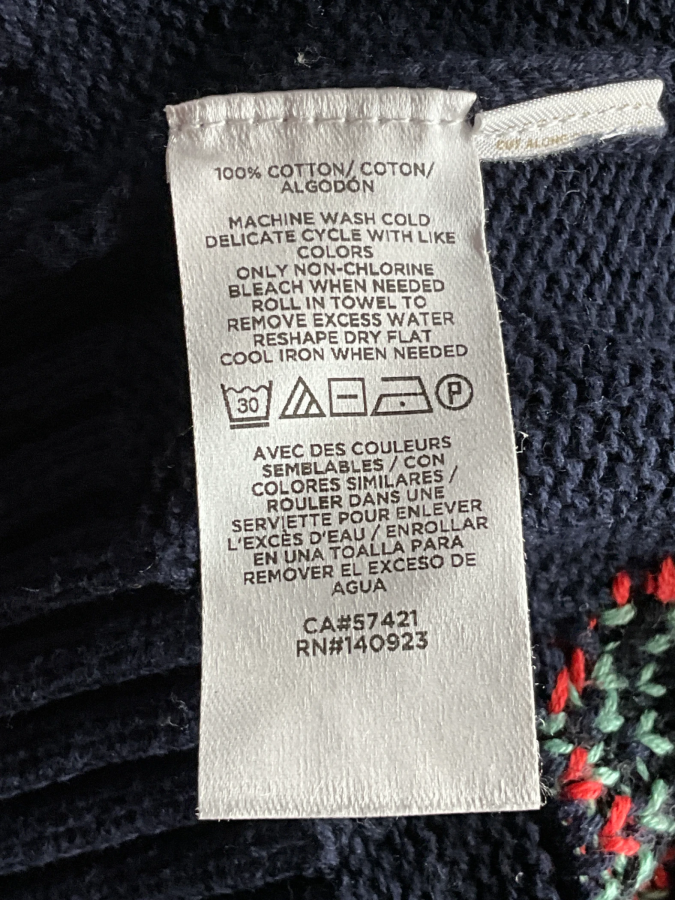 CUT ALONG
100% COTTON/ COTON/
ALGODÓN
MACHINE WASH COLD
DELICATE CYCLE WITH LIKE
COLORS
ONLY NON-CHLORINE
BLEACH WHEN NEEDED
ROLL IN TOWEL TO
REMOVE EXCESS WATER
RESHAPE DRY FLAT
COOL IRON WHEN NEEDED
30 P
AVEC DES COULEURS
SEMBLABLES / CON
COLORES SIMILARES /
ROULER DANS UNE
SERVIETTE POUR ENLEVER
L'EXCÈS D'EAU / ENROLLAR
EN UNA TOALLA PARA
REMOVER EL EXCESO DE
AGUA
CA#57421
RN#140923